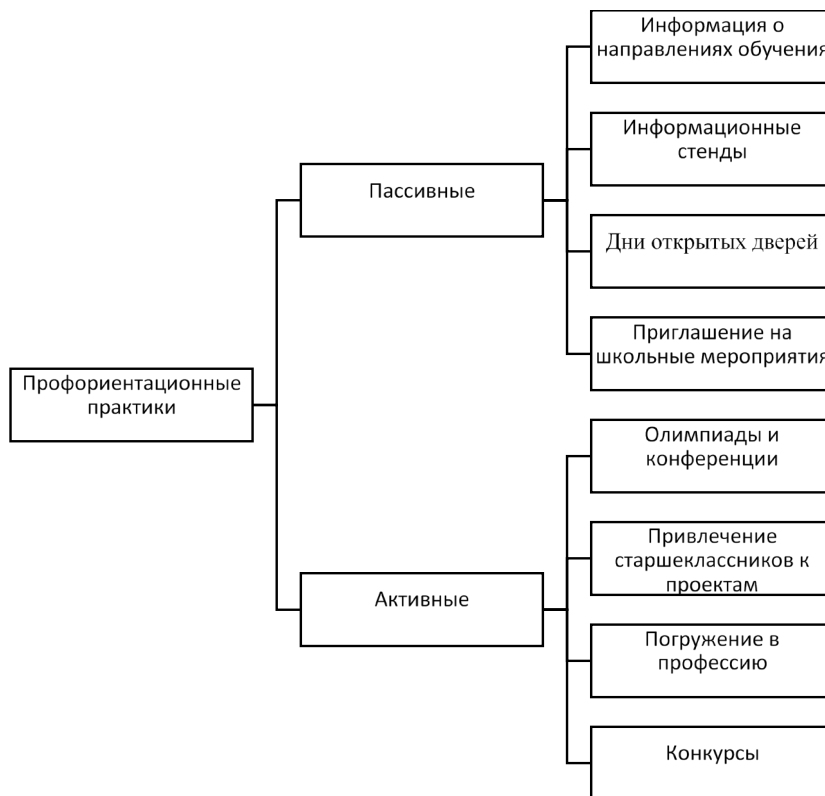 Информация о
направлениях обучения
Информационные
стенды
Пассивные
Дни открытых дверей
Приглашение на
школьные мероприятия
Профориентационные
практики
Олимпиады и
конференции
Привлечение
старшеклассников к
проектам
Активные
Погружение в
профессию
Конкурсы